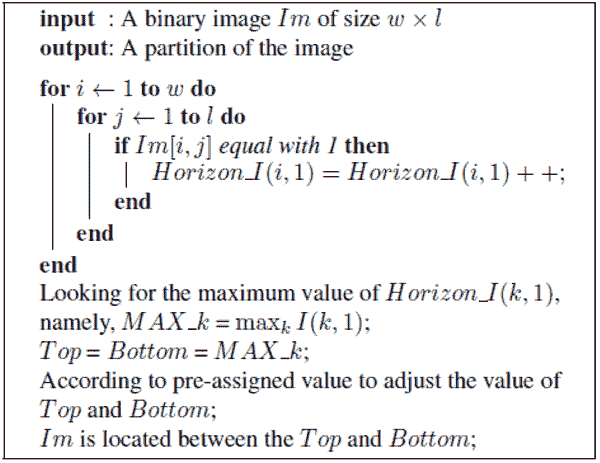 input : A binary image Im of size w × l
output: A partition of the image
for i ← 1 to w do
for j ← 1 to l do
if Im[i, j] equal with 1 then
Horizon_I(i, 1) = Horizon_I(i, 1) + +;
end
end
end
Looking for the maximum value of Horizon_I(k, 1),
namely, MAX_k = max_k I(k, 1);
Top = Bottom = MAX_k;
According to pre-assigned value to adjust the value of
Top and Bottom;
Im is located between the Top and Bottom;